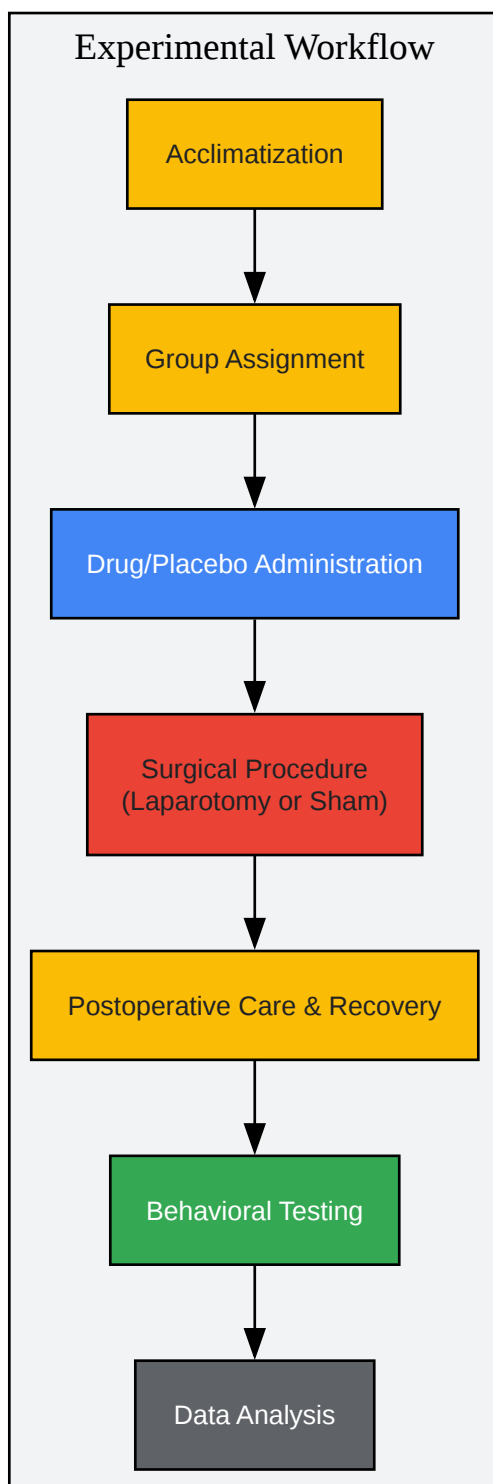 Experimental Workflow
Acclimatization
Group Assignment
Drug/Placebo Administration
Surgical Procedure
(Laparotomy or Sham)
Postoperative Care & Recovery
Behavioral Testing
Data Analysis